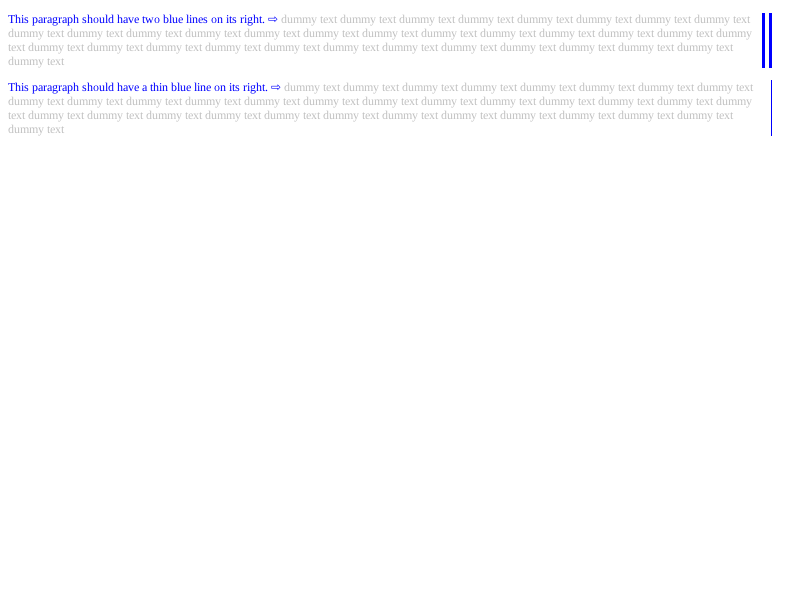 This paragraph should have two blue lines on its right. ⇨ dummy text dummy text dummy text dummy text dummy text dummy text dummy text dummy text
dummy text dummy text dummy text dummy text dummy text dummy text dummy text dummy text dummy text dummy text dummy text dummy text dummy
text dummy text dummy text dummy text dummy text dummy text dummy text dummy text dummy text dummy text dummy text dummy text dummy text
dummy text
This paragraph should have a thin blue line on its right. ⇨ dummy text dummy text dummy text dummy text dummy text dummy text dummy text dummy text
dummy text dummy text dummy text dummy text dummy text dummy text dummy text dummy text dummy text dummy text dummy text dummy text dummy
text dummy text dummy text dummy text dummy text dummy text dummy text dummy text dummy text dummy text dummy text dummy text dummy text
dummy text